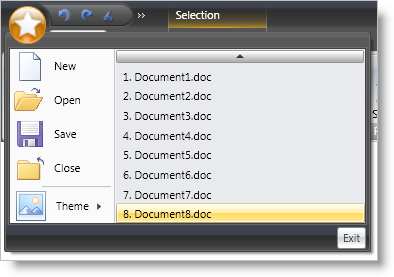 Selection
New
Open
Save
Close
Theme
1. Document1.doc
2. Document2.doc
3. Document3.doc
4. Document4.doc
5. Document5.doc
6. Document6.doc
7. Document7.doc
8. Document8.doc
Exit